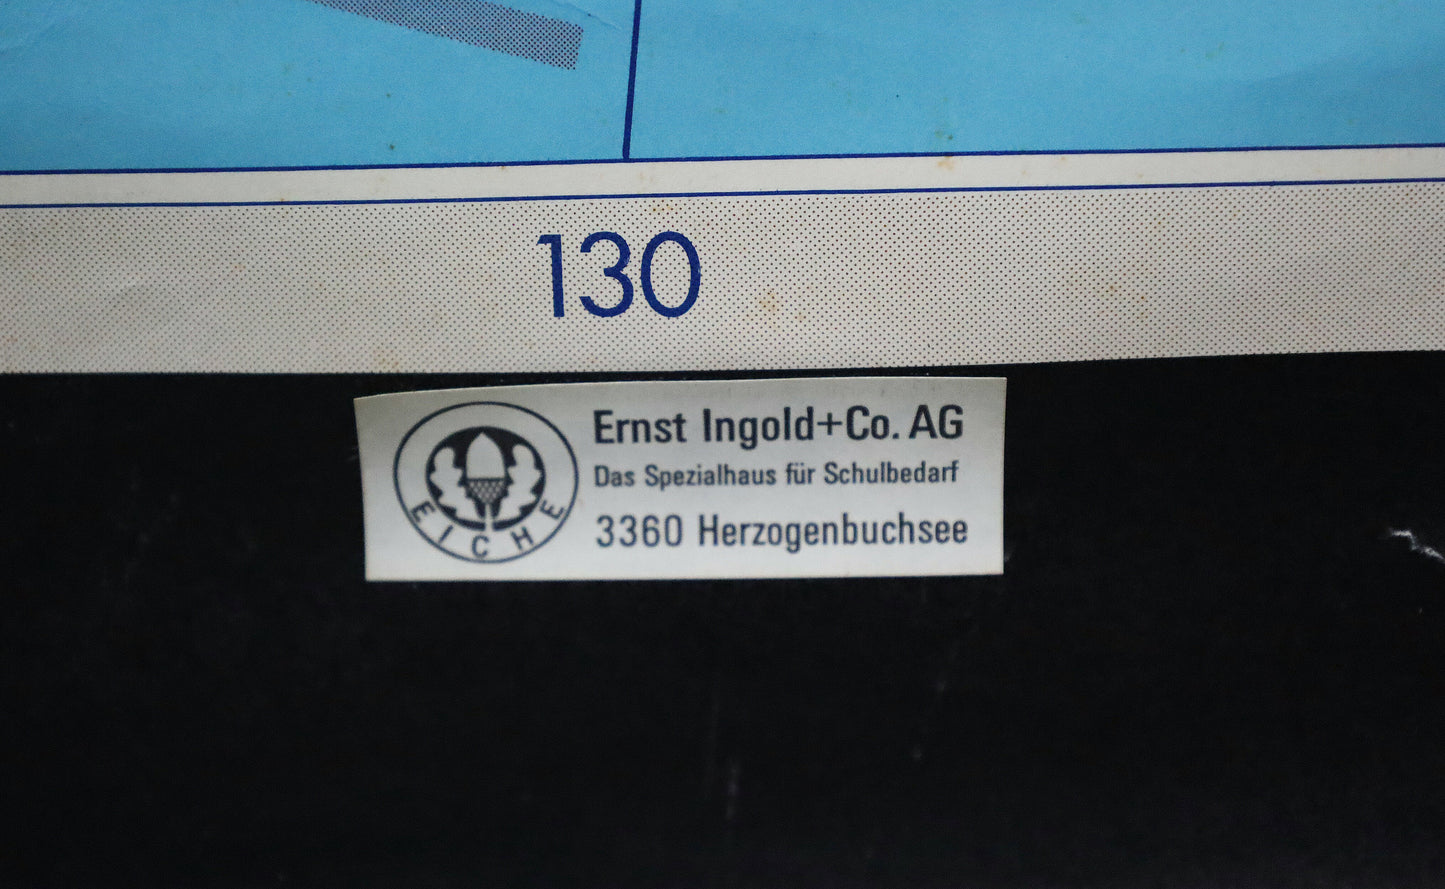 130
Ernst Ingold+Co. AG
Das Spezialhaus für Schulbedarf
3360 Herzogenbuchsee
EICHE